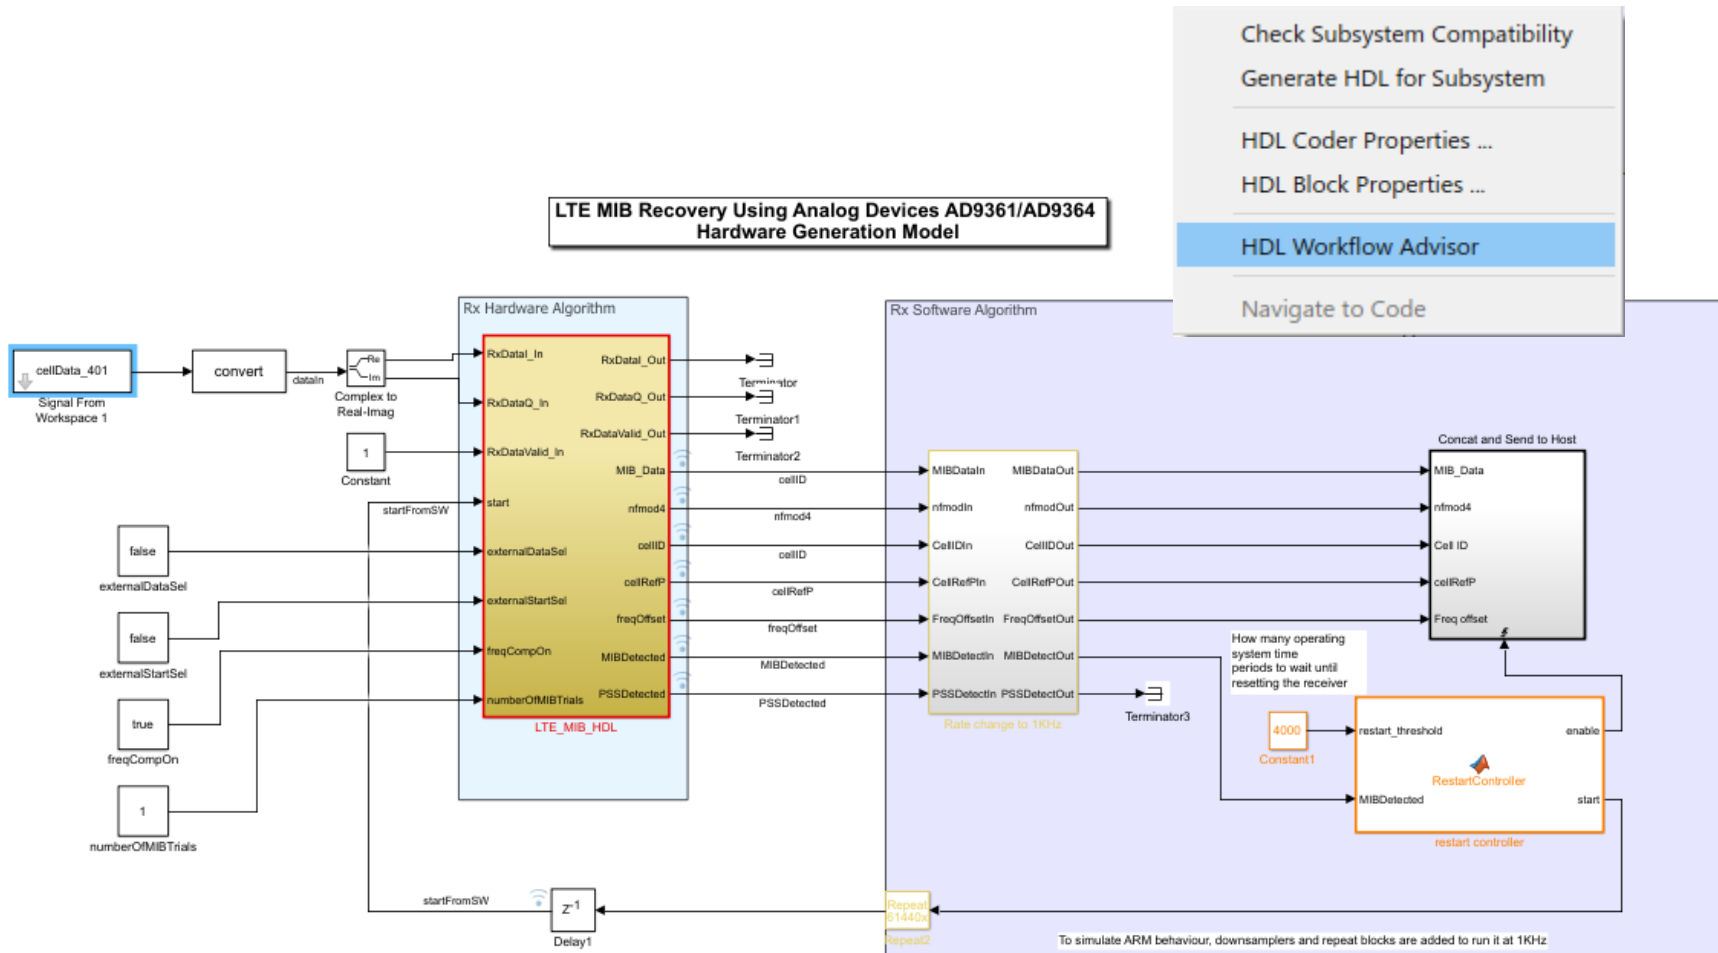 Check Subsystem Compatibility
Generate HDL for Subsystem
HDL Coder Properties ...
HDL Block Properties ...
HDL Workflow Advisor
Navigate to Code
LTE MIB Recovery Using Analog Devices AD9361/AD9364
Hardware Generation Model
Rx Hardware Algorithm
Rx Software Algorithm
cellData_401
Signal From
Workspace 1
convert
dataIn
Re
Im
Complex to
Real-Imag
1
Constant
startFromSW
false
externalDataSel
false
externalStartSel
true
freqCompOn
1
numberOfMIBTrials
RxDataI_In
RxDataQ_In
RxDataValid_In
start
externalDataSel
externalStartSel
freqCompOn
numberOfMIBTrials
RxDataI_Out
RxDataQ_Out
RxDataValid_Out
MIB_Data
nfmod4
cellID
cellRefP
freqOffset
MIBDetected
PSSDetected
LTE_MIB_HDL
Terminator
Terminator1
Terminator2
cellID
nfmod4
cellID
cellRefP
freqOffset
MIBDetected
PSSDetected
MIBDataIn
nfmodIn
CellIDIn
CellRefPIn
FreqOffsetIn
MIBDetectIn
PSSDetectIn
MIBDataOut
nfmodOut
CellIDOut
CellRefPOut
FreqOffsetOut
MIBDetectOut
PSSDetectOut
Rate change to 1KHz
Terminator3
Concat and Send to Host
MIB_Data
nfmod4
Cell ID
cellRefP
Freq offset
How many operating
system time
periods to wait until
resetting the receiver
4000
Constant1
restart_threshold
MIBDetected
RestartController
enable
start
restart controller
startFromSW
Z-1
Delay1
Repeat
61440x
Repeat2
To simulate ARM behaviour, downsamplers and repeat blocks are added to run it at 1KHz